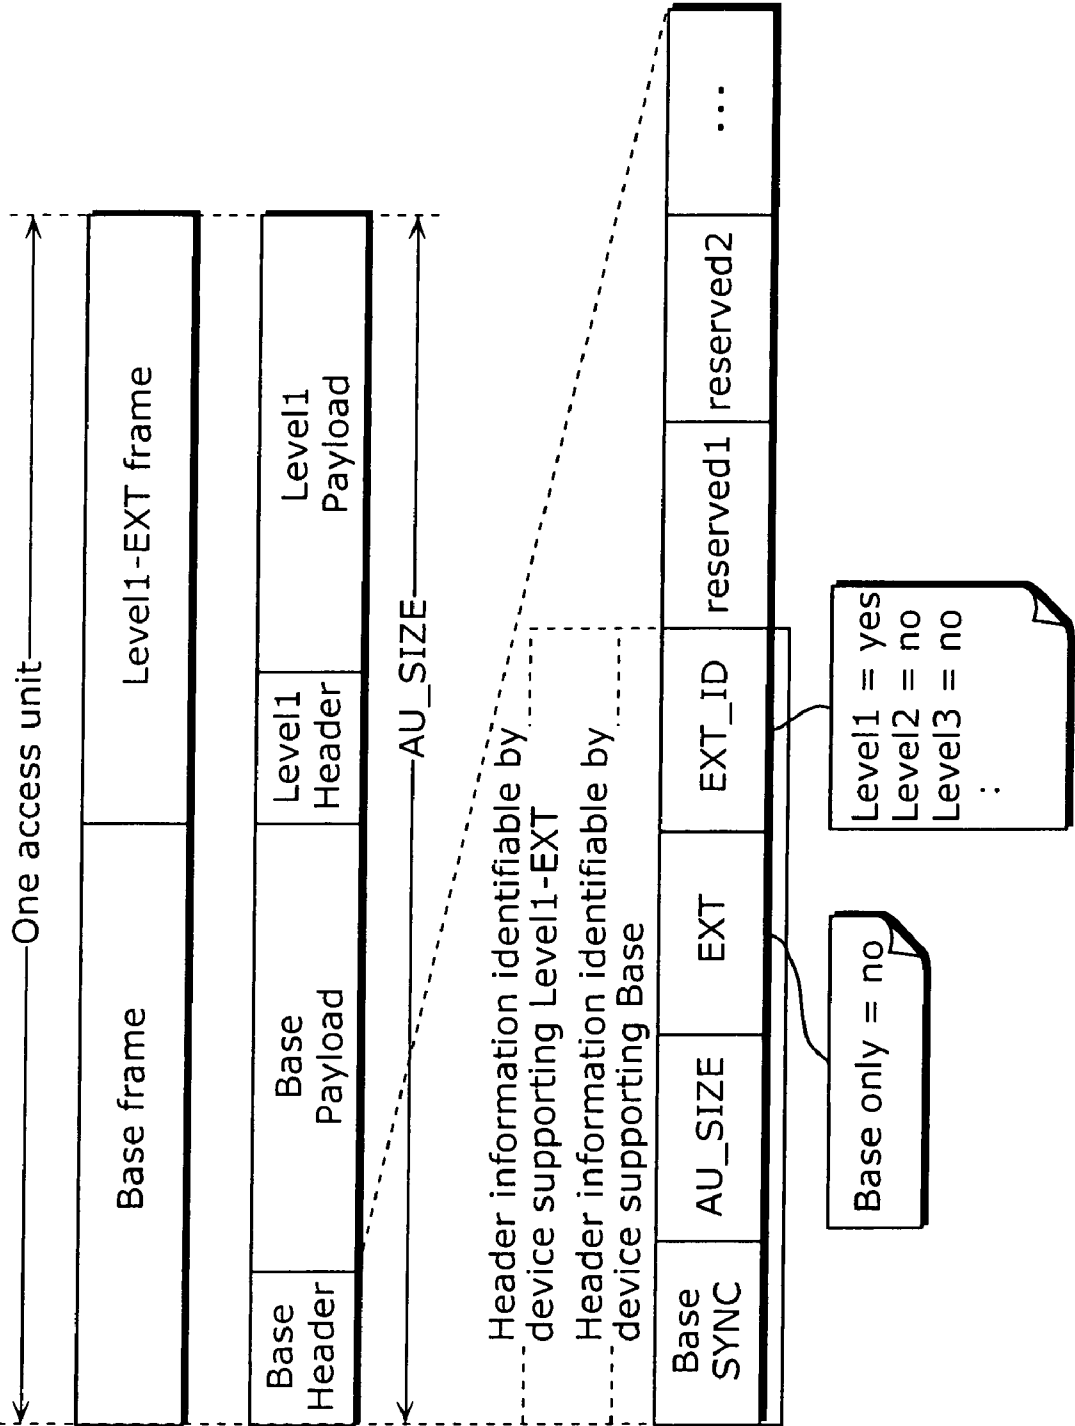 One access unit
Base frame
Level1-EXT frame
Base
Header
Base
Payload
Level1
Header
Level1
Payload
AU_SIZE
Header information identifiable by
device supporting Level1-EXT
Header information identifiable by
device supporting Base
Base
SYNC
AU_SIZE
EXT
EXT_ID
reserved1
reserved2
...
Base only = no
Level1 = yes
Level2 = no
Level3 = no
: